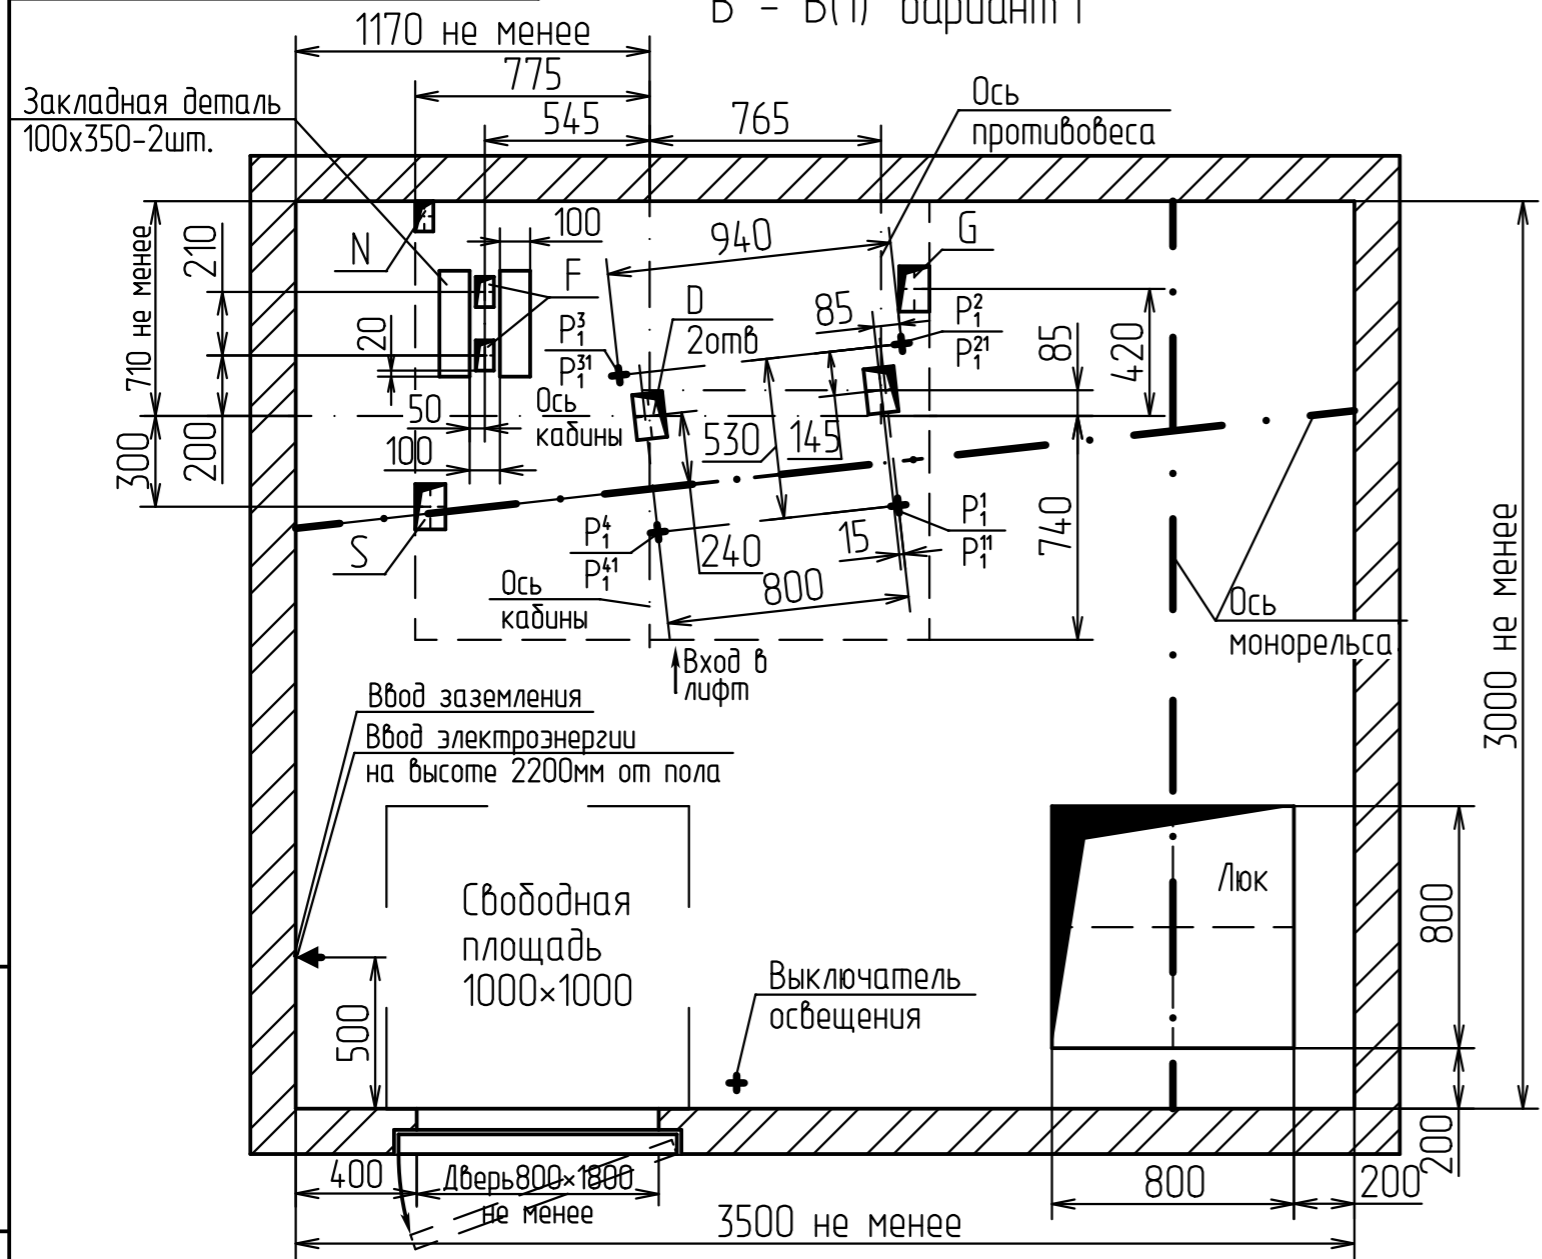 В - В(1) вариант 1
1170 не менее
775
545
765
Закладная деталь
100х350-2шт.
Ось
противовеса
710 не менее
210
20
300
200
N
100
F
940
G
D
2отв
85
P₁³
P₁³¹
P₁²
P₁²¹
85
420
50
100
Ось
кабины
530
145
S
P₁⁴
P₁⁴¹
240
15
P₁¹
P₁¹¹
740
Ось
кабины
800
Ось
монорельса
3000 не менее
Вход в
лифт
Ввод заземления
Ввод электроэнергии
на высоте 2200мм от пола
Свободная
площадь
1000×1000
500
Выключатель
освещения
Люк
800
200
400
Дверь 800×1800
не менее
800
200
3500 не менее